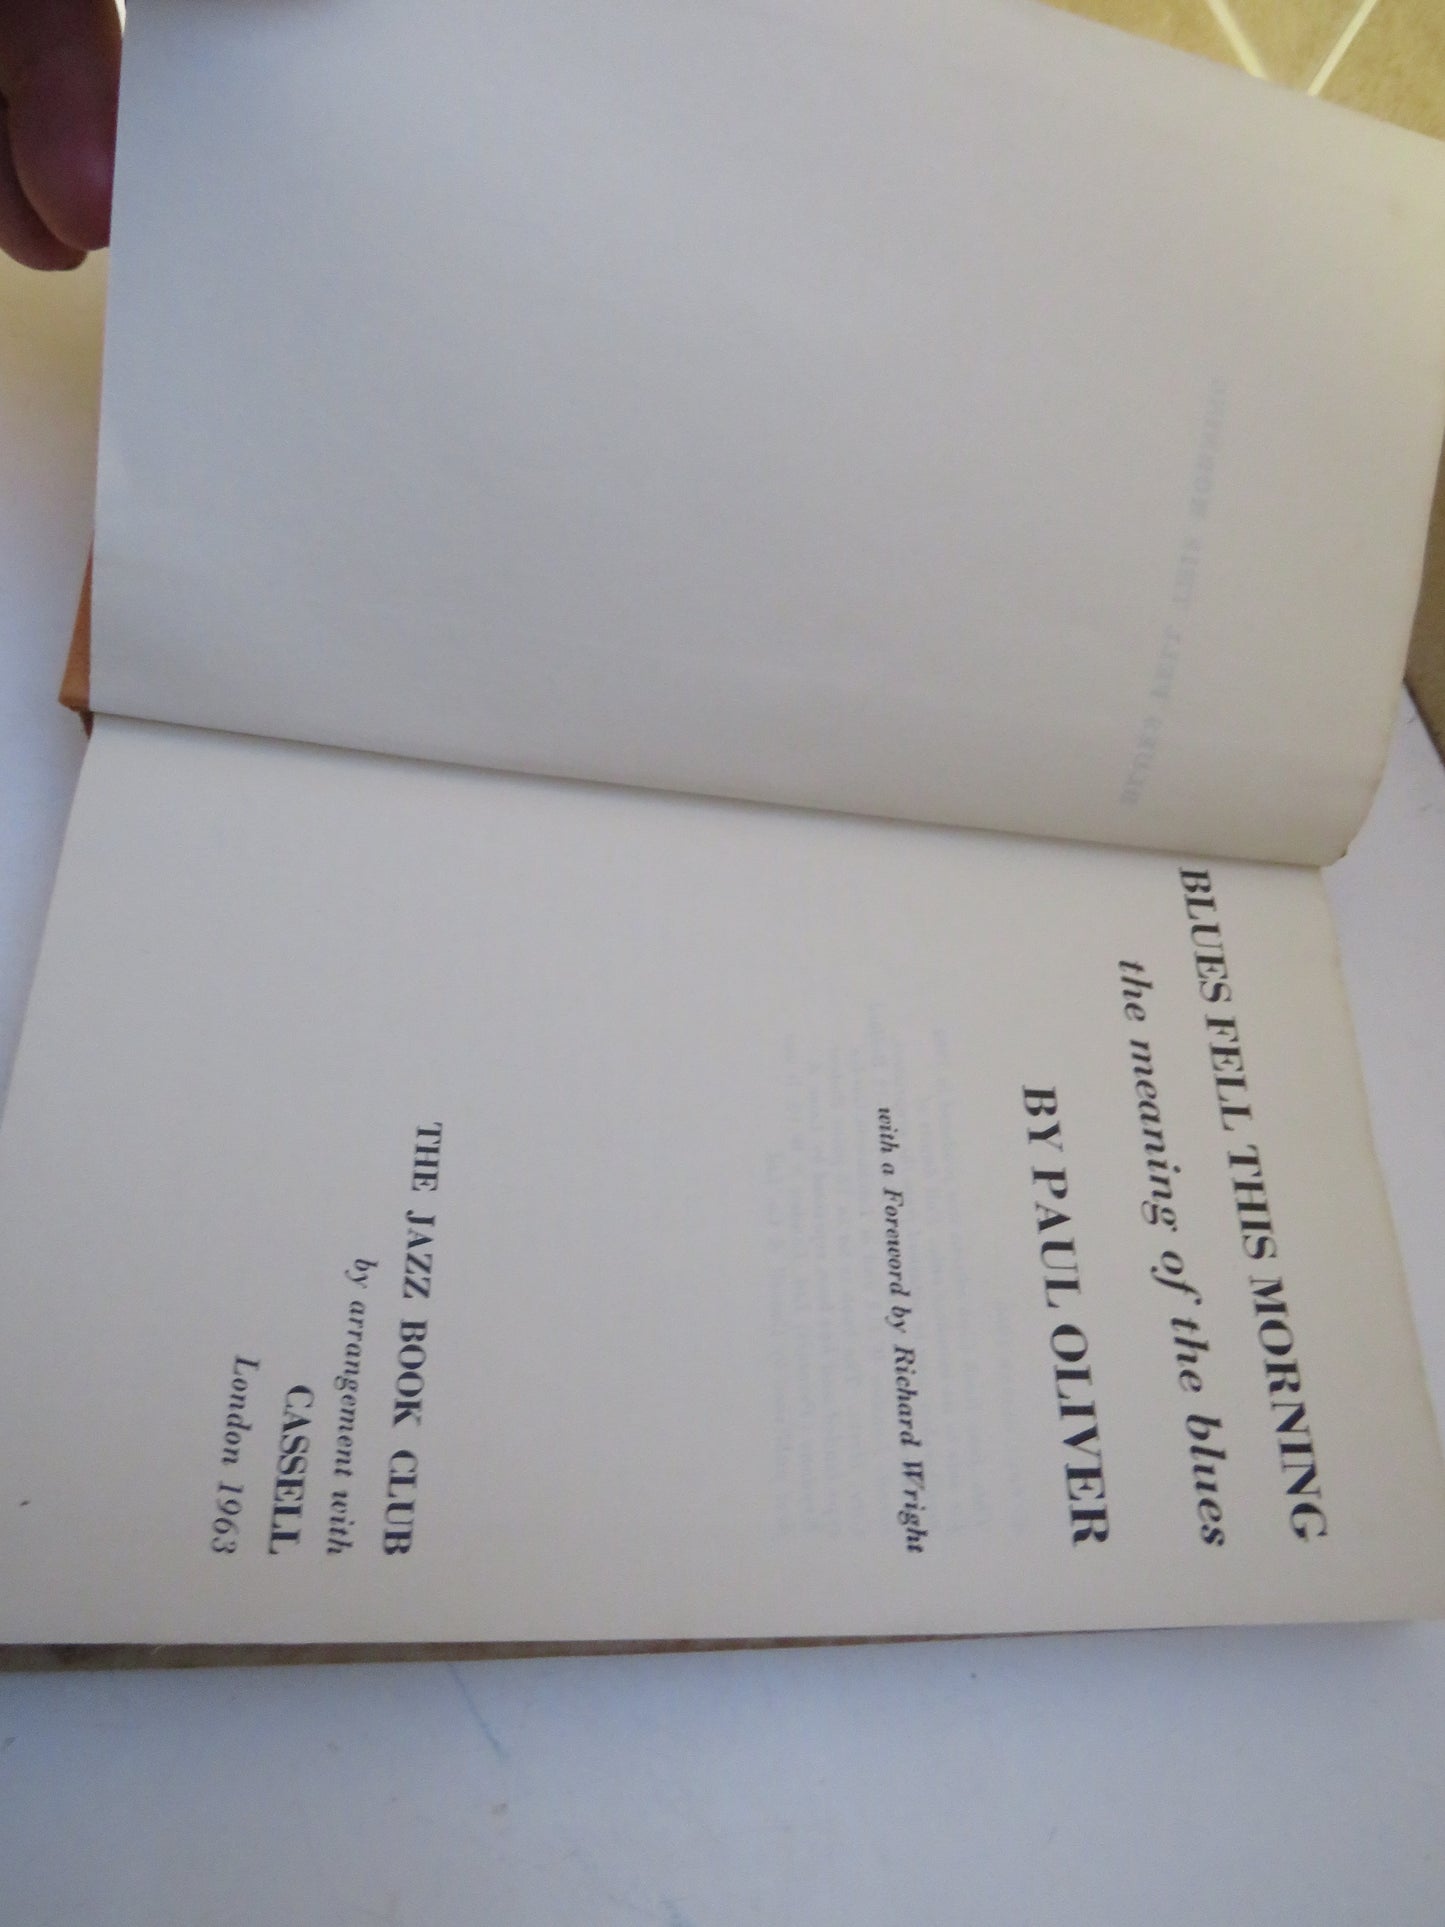 BLUES FELL THIS MORNING
the meaning of the blues
BY PAUL OLIVER
with a Foreword by Richard Wright
THE JAZZ BOOK CLUB
by arrangement with
CASSELL
London 1963